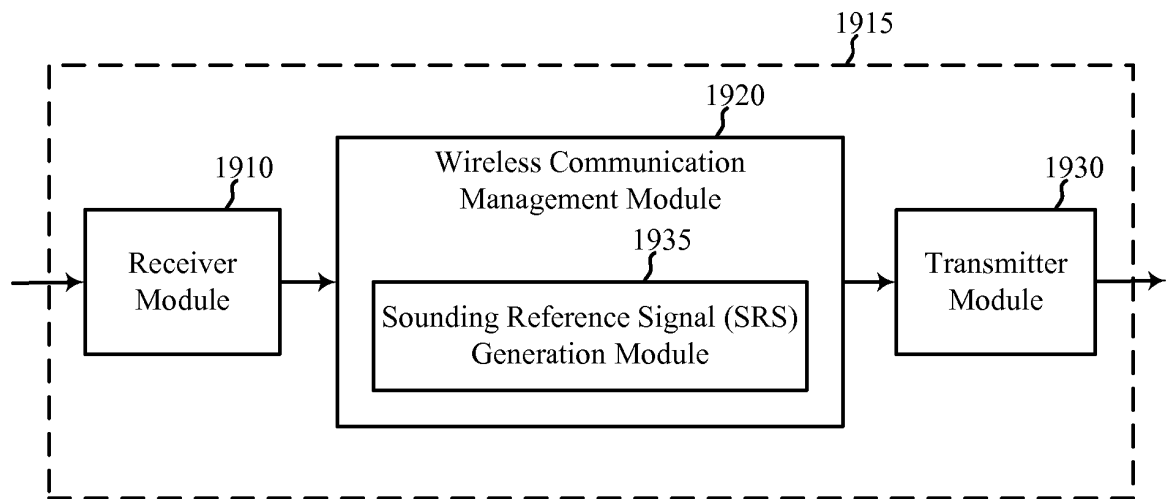 1915
1920
Wireless Communication
Management Module
1910
Receiver
Module
1935
Sounding Reference Signal (SRS)
Generation Module
1930
Transmitter
Module